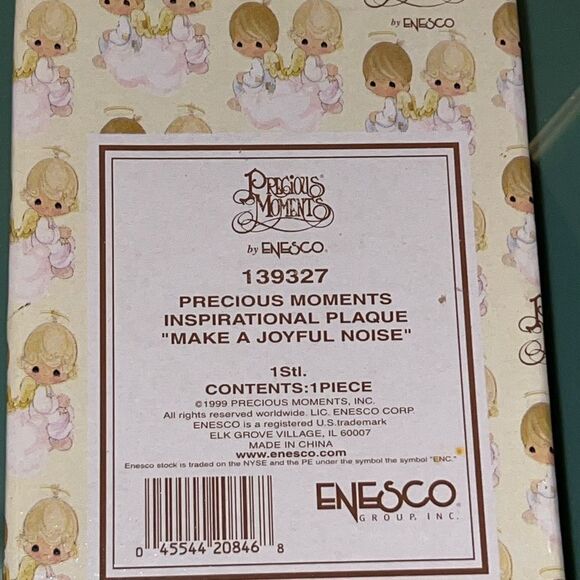 by ENESCO
PRECIOUS MOMENTS
by ENESCO®
139327
PRECIOUS MOMENTS
INSPIRATIONAL PLAQUE
"MAKE A JOYFUL NOISE"
1Stl.
CONTENTS:1PIECE
©1999 PRECIOUS MOMENTS, INC.
All rights reserved worldwide. LIC. ENESCO CORP.
ENESCO is a registered U.S.trademark
ELK GROVE VILLAGE, IL 60007
MADE IN CHINA
www.enesco.com
Enesco stock is traded on the NYSE and the PE under the symbol the symbol "ENC."
ENESCO®
GROUP, INC.
0 45544 20846 8